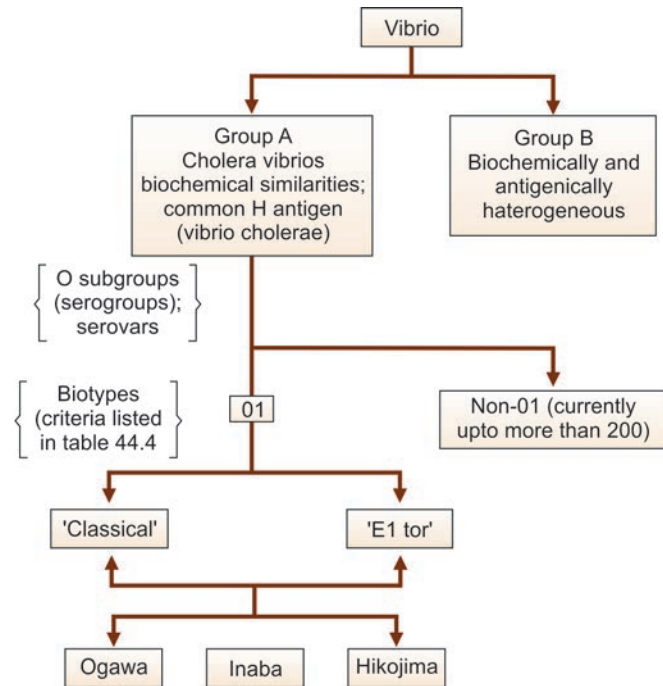 Vibrio
Group A
Cholera vibrios
biochemical similarities;
common H antigen
(vibrio cholerae)
Group B
Biochemically and
antigenically
haterogeneous
O subgroups
(serogroups);
serovars
Biotypes
(criteria listed
in table 44.4
01
Non-01 (currently
upto more than 200)
'Classical'
'E1 tor'
Ogawa
Inaba
Hikojima